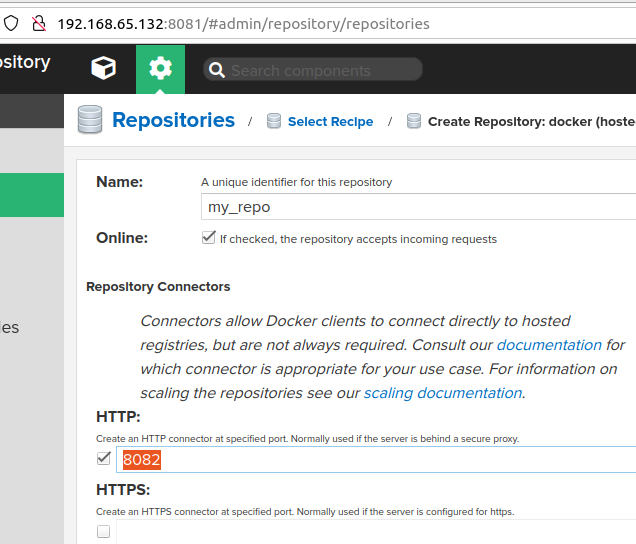 192.168.65.132:8081/#admin/repository/repositories
ository
Search components
Repositories / Select Recipe / Create Repository: docker (hoste
Name: A unique identifier for this repository
my_repo
Online: If checked, the repository accepts incoming requests
Repository Connectors
ies
Connectors allow Docker clients to connect directly to hosted
registries, but are not always required. Consult our documentation for
which connector is appropriate for your use case. For information on
scaling the repositories see our scaling documentation.
HTTP:
Create an HTTP connector at specified port. Normally used if the server is behind a secure proxy.
8082
HTTPS:
Create an HTTPS connector at specified port. Normally used if the server is configured for https.